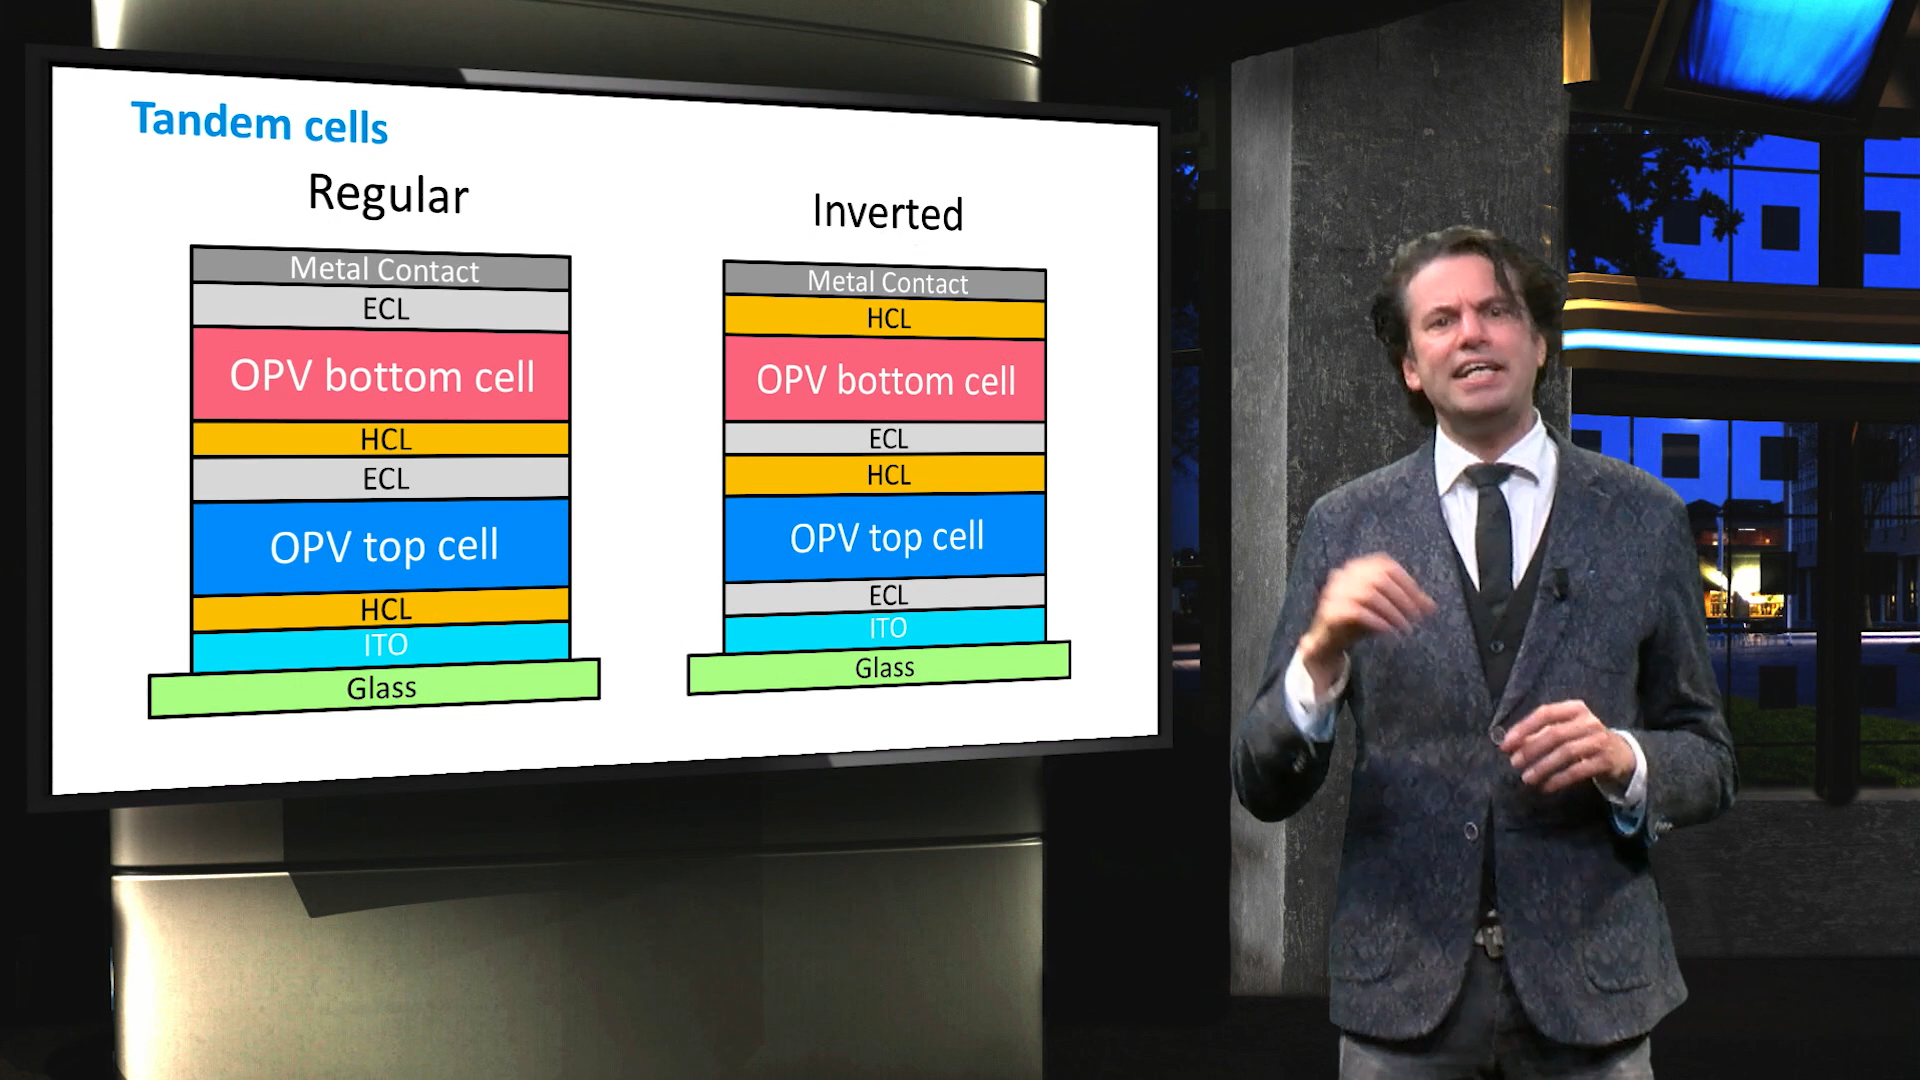 Tandem cells
Regular
Metal Contact
ECL
OPV bottom cell
HCL
ECL
OPV top cell
HCL
ITO
Glass
Inverted
Metal Contact
HCL
OPV bottom cell
ECL
HCL
OPV top cell
ECL
ITO
Glass